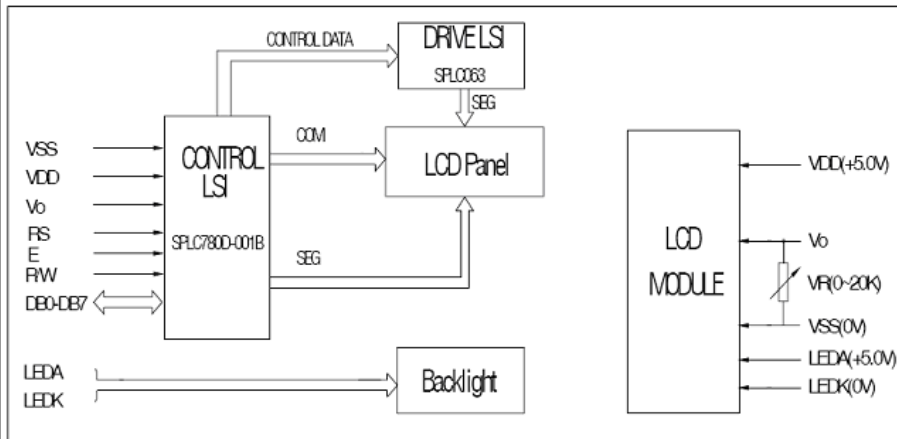 CONTROL DATA
DRIVE LSI
SPLC063
SEG
VSS
VDD
Vo
RS
E
R/W
DB0-DB7
CONTROL
LSI
SPLC780D-001B
COM
LCD Panel
SEG
LEDA
LEDK
Backlight
LCD
MODULE
VDD(+5.0V)
Vo
VR(0~20K)
VSS(0V)
LEDA(+5.0V)
LEDK(0V)